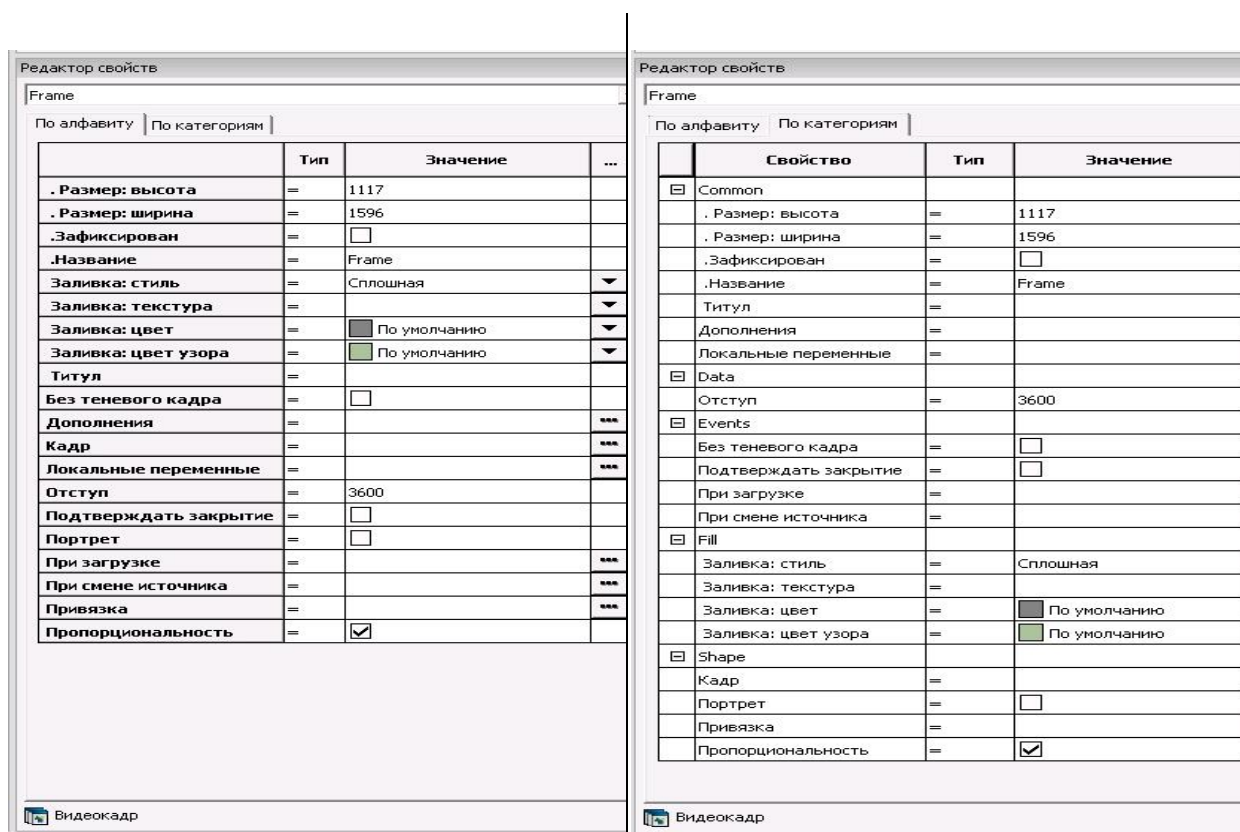 Редактор свойств
Frame
По алфавиту По категориям
Тип Значение ...
. Размер: высота = 1117
. Размер: ширина = 1596
.Зафиксирован =
.Название = Frame
Заливка: стиль = Сплошная
Заливка: текстура =
Заливка: цвет = По умолчанию
Заливка: цвет узора = По умолчанию
Титул =
Без теневого кадра =
Дополнения = ...
Кадр = ...
Локальные переменные = ...
Отступ = 3600
Подтверждать закрытие =
Портрет =
При загрузке = ...
При смене источника = ...
Привязка = ...
Пропорциональность =
Видеокадр
Редактор свойств
Frame
По алфавиту По категориям
Свойство Тип Значение
Common
. Размер: высота = 1117
. Размер: ширина = 1596
.Зафиксирован =
.Название = Frame
Титул =
Дополнения =
Локальные переменные =
Data
Отступ = 3600
Events
Без теневого кадра =
Подтверждать закрытие =
При загрузке =
При смене источника =
Fill
Заливка: стиль = Сплошная
Заливка: текстура =
Заливка: цвет = По умолчанию
Заливка: цвет узора = По умолчанию
Shape
Кадр =
Портрет =
Привязка =
Пропорциональность =
Видеокадр